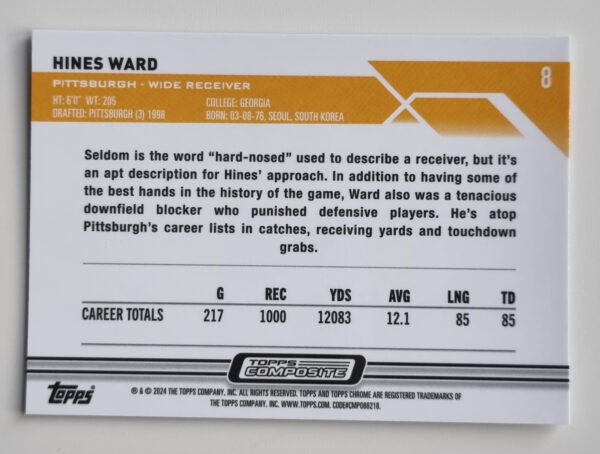 HINES WARD
8
PITTSBURGH - WIDE RECEIVER
HT: 6'0" WT: 205 COLLEGE: GEORGIA
DRAFTED: PITTSBURGH (3) 1998 BORN: 03-08-76, SEOUL, SOUTH KOREA
Seldom is the word "hard-nosed" used to describe a receiver, but it's
an apt description for Hines' approach. In addition to having some of
the best hands in the history of the game, Ward also was a tenacious
downfield blocker who punished defensive players. He's atop
Pittsburgh's career lists in catches, receiving yards and touchdown
grabs.
G REC YDS AVG LNG TD
CAREER TOTALS 217 1000 12083 12.1 85 85
TOPPS
COMPOSITE
Topps
® & © 2024 THE TOPPS COMPANY, INC. ALL RIGHTS RESERVED. TOPPS AND TOPPS CHROME ARE REGISTERED TRADEMARKS OF
THE TOPPS COMPANY, INC. WWW.TOPPS.COM. CODE#CMP088218.